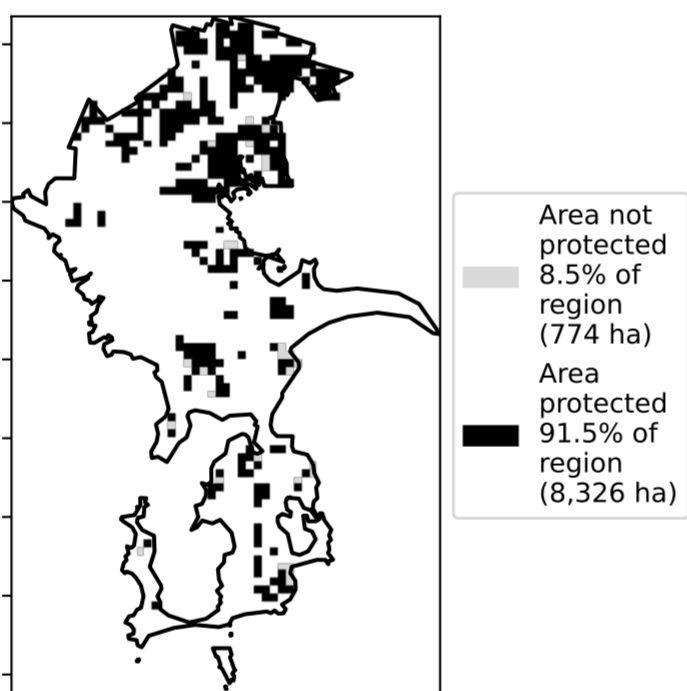 Area not
protected
8.5% of
region
(774 ha)
Area
protected
91.5% of
region
(8,326 ha)